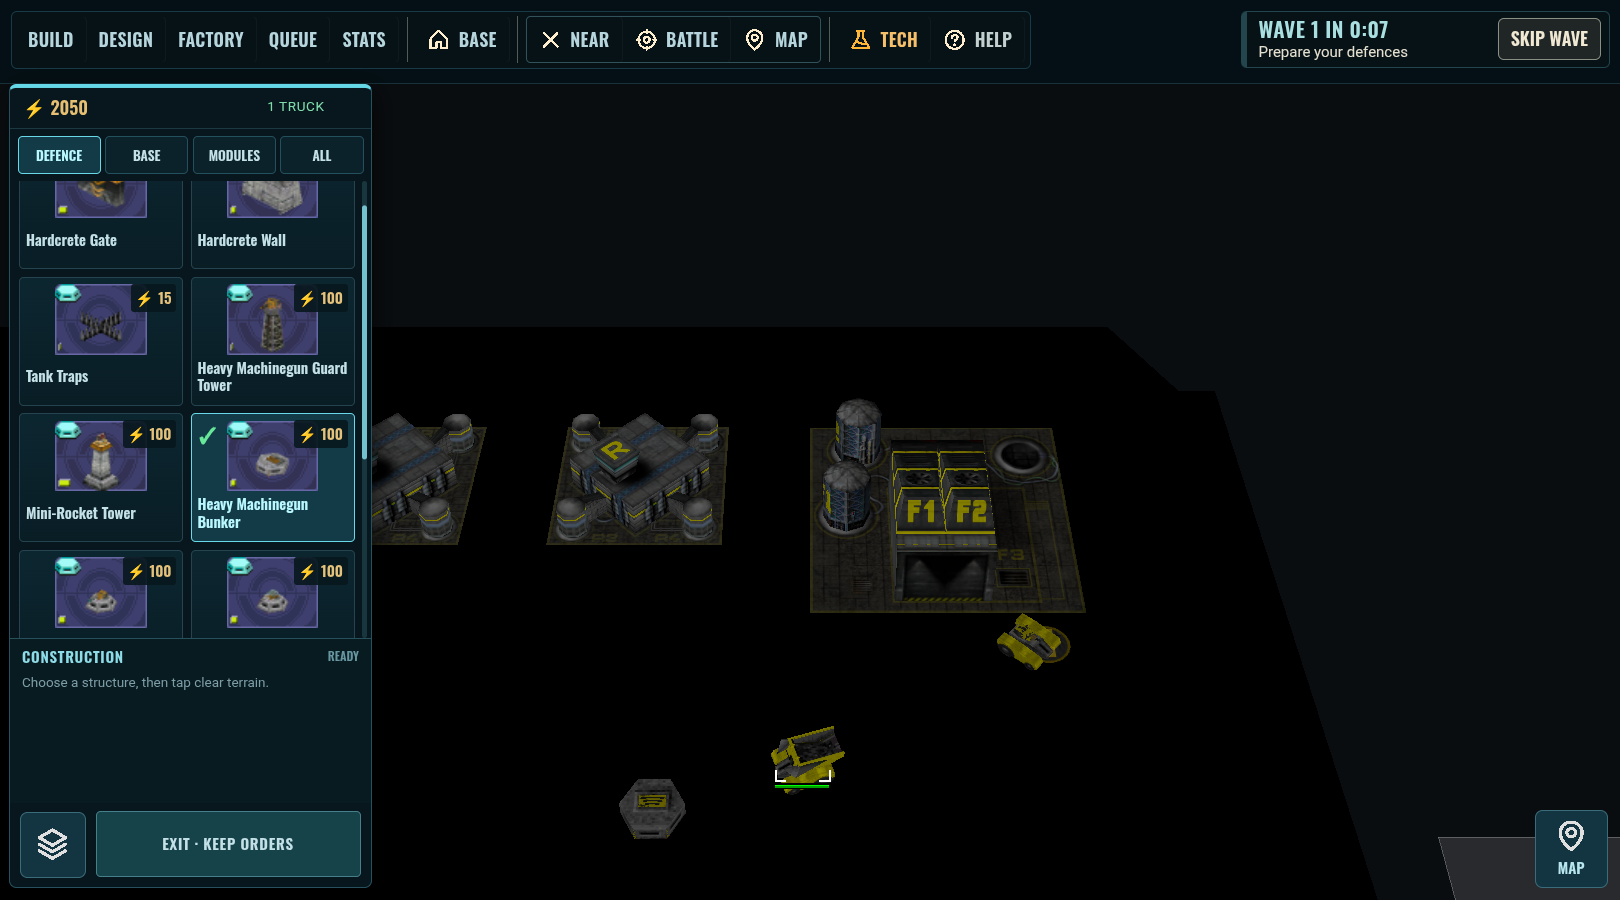 BUILD
DESIGN
FACTORY
QUEUE
STATS
BASE
NEAR
BATTLE
MAP
TECH
HELP
WAVE 1 IN 0:07
Prepare your defences
SKIP WAVE
2050
1 TRUCK
DEFENCE
BASE
MODULES
ALL
Hardcrete Gate
Hardcrete Wall
15
Tank Traps
100
Heavy Machinegun Guard
Tower
100
Mini-Rocket Tower
100
Heavy Machinegun
Bunker
100
100
CONSTRUCTION
READY
Choose a structure, then tap clear terrain.
EXIT · KEEP ORDERS
R
F1
F2
F3
MAP